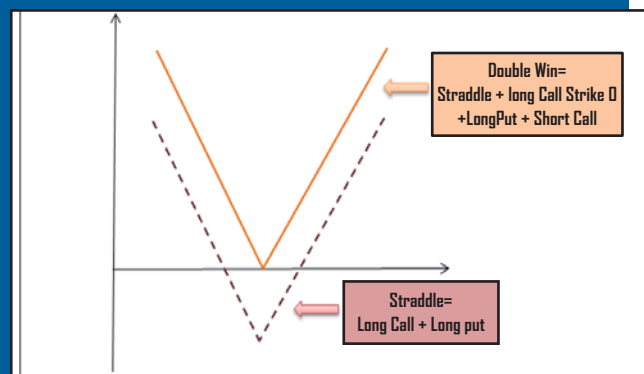 Double Win=
Straddle + long Call Strike 0
+LongPut + Short Call
Straddle=
Long Call + Long put